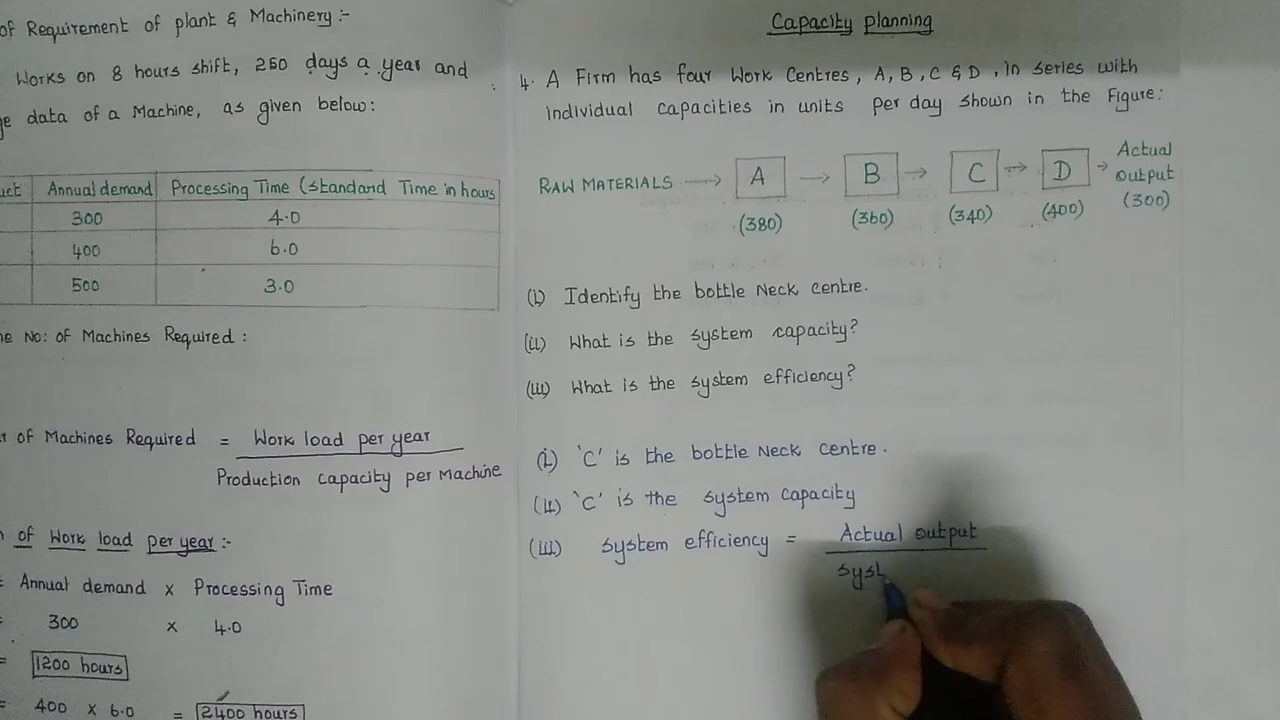 of Requirement of plant & Machinery :-
Works on 8 hours shift, 250 days a year and
data of a Machine, as given below:
Annual demand Processing Time (Standard Time in hours
300 4.0
400 6.0
500 3.0
No: of Machines Required :
of Machines Required = Work load per year
Production capacity per Machine
of Work load per year :-
= Annual demand x Processing Time
= 300 x 4.0
= 1200 hours
= 400 x 6.0 = 2400 hours
Capacity planning
4. A Firm has four Work Centres, A, B, C & D, in series with
individual capacities in units per day shown in the Figure:
RAW MATERIALS → A → B → C → D → Actual output (300)
(380) (360) (340) (400)
(i) Identify the bottle Neck centre.
(ii) What is the system capacity?
(iii) What is the system efficiency?
(i) 'C' is the bottle Neck centre.
(ii) 'C' is the system capacity
(iii) system efficiency = Actual output
syst